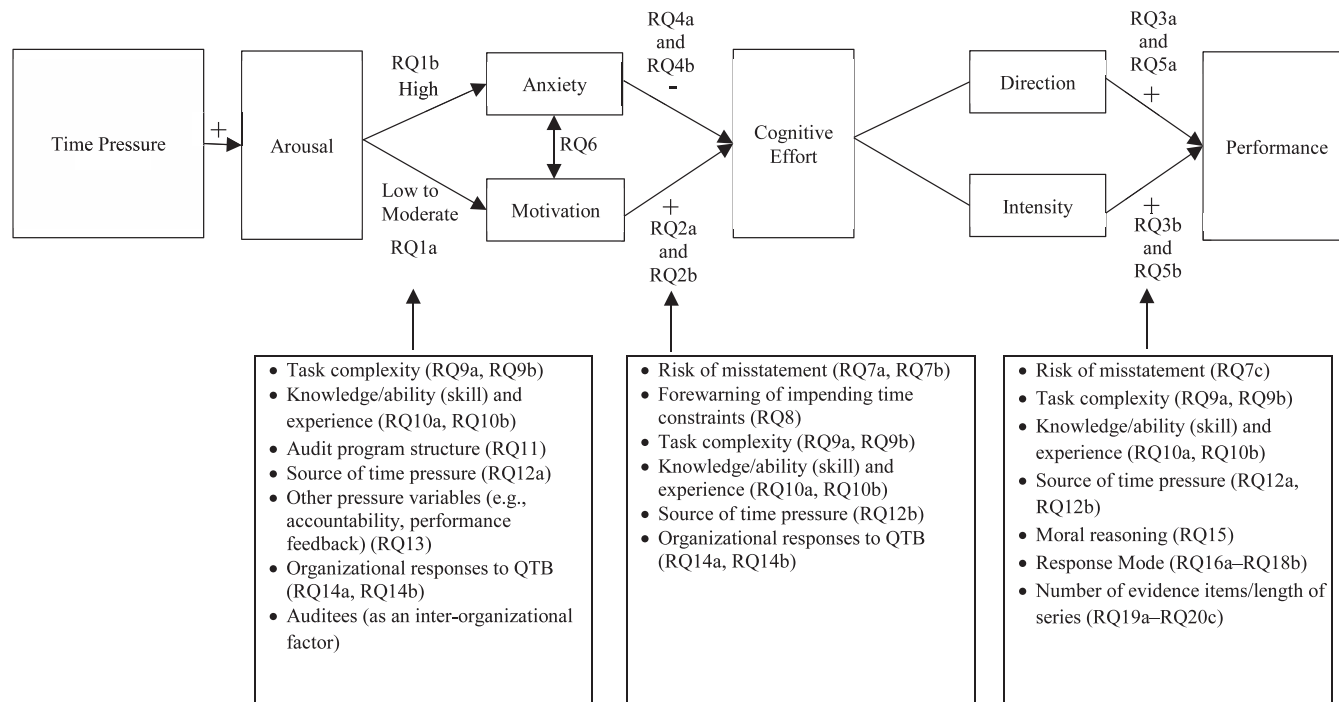 Time Pressure
+
Arousal
RQ1b
High
Low to
Moderate
RQ1a
Anxiety
RQ6
Motivation
RQ4a
and
RQ4b
-
+
RQ2a
and
RQ2b
Cognitive
Effort
Direction
Intensity
RQ3a
and
RQ5a
+
+
RQ3b
and
RQ5b
Performance
• Task complexity (RQ9a, RQ9b)
• Knowledge/ability (skill) and
experience (RQ10a, RQ10b)
• Audit program structure (RQ11)
• Source of time pressure (RQ12a)
• Other pressure variables (e.g.,
accountability, performance
feedback) (RQ13)
• Organizational responses to QTB
(RQ14a, RQ14b)
• Auditees (as an inter-organizational
factor)
• Risk of misstatement (RQ7a, RQ7b)
• Forewarning of impending time
constraints (RQ8)
• Task complexity (RQ9a, RQ9b)
• Knowledge/ability (skill) and
experience (RQ10a, RQ10b)
• Source of time pressure (RQ12b)
• Organizational responses to QTB
(RQ14a, RQ14b)
• Risk of misstatement (RQ7c)
• Task complexity (RQ9a, RQ9b)
• Knowledge/ability (skill) and
experience (RQ10a, RQ10b)
• Source of time pressure (RQ12a,
RQ12b)
• Moral reasoning (RQ15)
• Response Mode (RQ16a–RQ18b)
• Number of evidence items/length of
series (RQ19a–RQ20c)